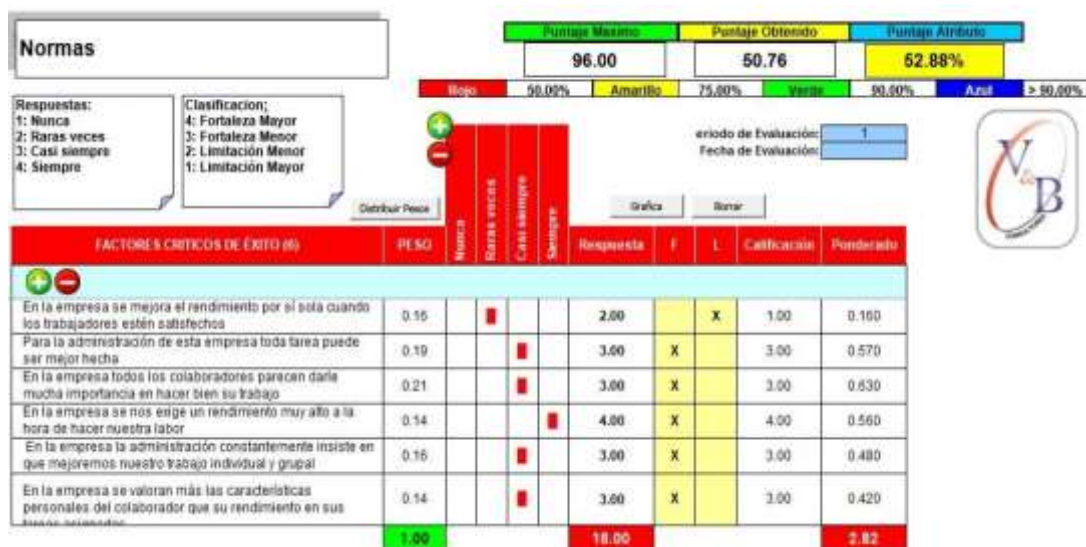 Normas
Puntaje Maximo
Puntaje Obtenido
Puntaje Atributo
96.00
50.76
52.88%
Rojo
50.00%
Amarillo
75.00%
Verde
90.00%
Azul
> 90.00%
Respuestas:
1: Nunca
2: Raras veces
3: Casi siempre
4: Siempre
Clasificacion;
4: Fortaleza Mayor
3: Fortaleza Menor
2: Limitación Menor
1: Limitación Mayor
eriodo de Evaluación:
1
Fecha de Evaluación:
Distribuir Pesos
Grafica
Borrar
V&B
FACTORES CRITICOS DE ÉXITO (6)
PESO
Nunca
Raras veces
Casi siempre
Siempre
Respuesta
F
L
Calificación
Ponderado
En la empresa se mejora el rendimiento por sí sola cuando
los trabajadores estén satisfechos
0.16
2.00
X
1.00
0.160
Para la administración de esta empresa toda tarea puede
ser mejor hecha
0.19
3.00
X
3.00
0.570
En la empresa todos los colaboradores parecen darle
mucha importancia en hacer bien su trabajo
0.21
3.00
X
3.00
0.630
En la empresa se nos exige un rendimiento muy alto a la
hora de hacer nuestra labor
0.14
4.00
X
4.00
0.560
En la empresa la administración constantemente insiste en
que mejoremos nuestro trabajo individual y grupal
0.16
3.00
X
3.00
0.480
En la empresa se valoran más las características
personales del colaborador que su rendimiento en sus
0.14
3.00
X
3.00
0.420
1.00
18.00
2.82